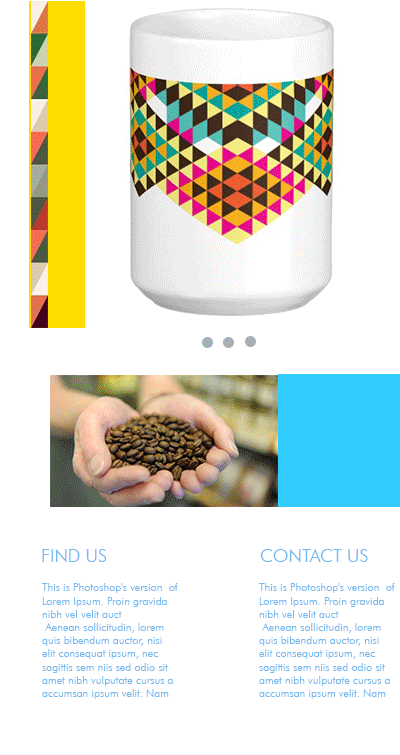 FIND US
This is Photoshop's version  of
Lorem Ipsum. Proin gravida
nibh vel velit auct
 Aenean sollicitudin, lorem
quis bibendum auctor, nisi
elit consequat ipsum, nec
sagittis sem niis sed odio sit
amet nibh vulputate cursus a
accumsan ipsum velit. Nam
CONTACT US
This is Photoshop's version  of
Lorem Ipsum. Proin gravida
nibh vel velit auct
 Aenean sollicitudin, lorem
quis bibendum auctor, nisi
elit consequat ipsum, nec
sagittis sem niis sed odio sit
amet nibh vulputate cursus a
accumsan ipsum velit. Nam